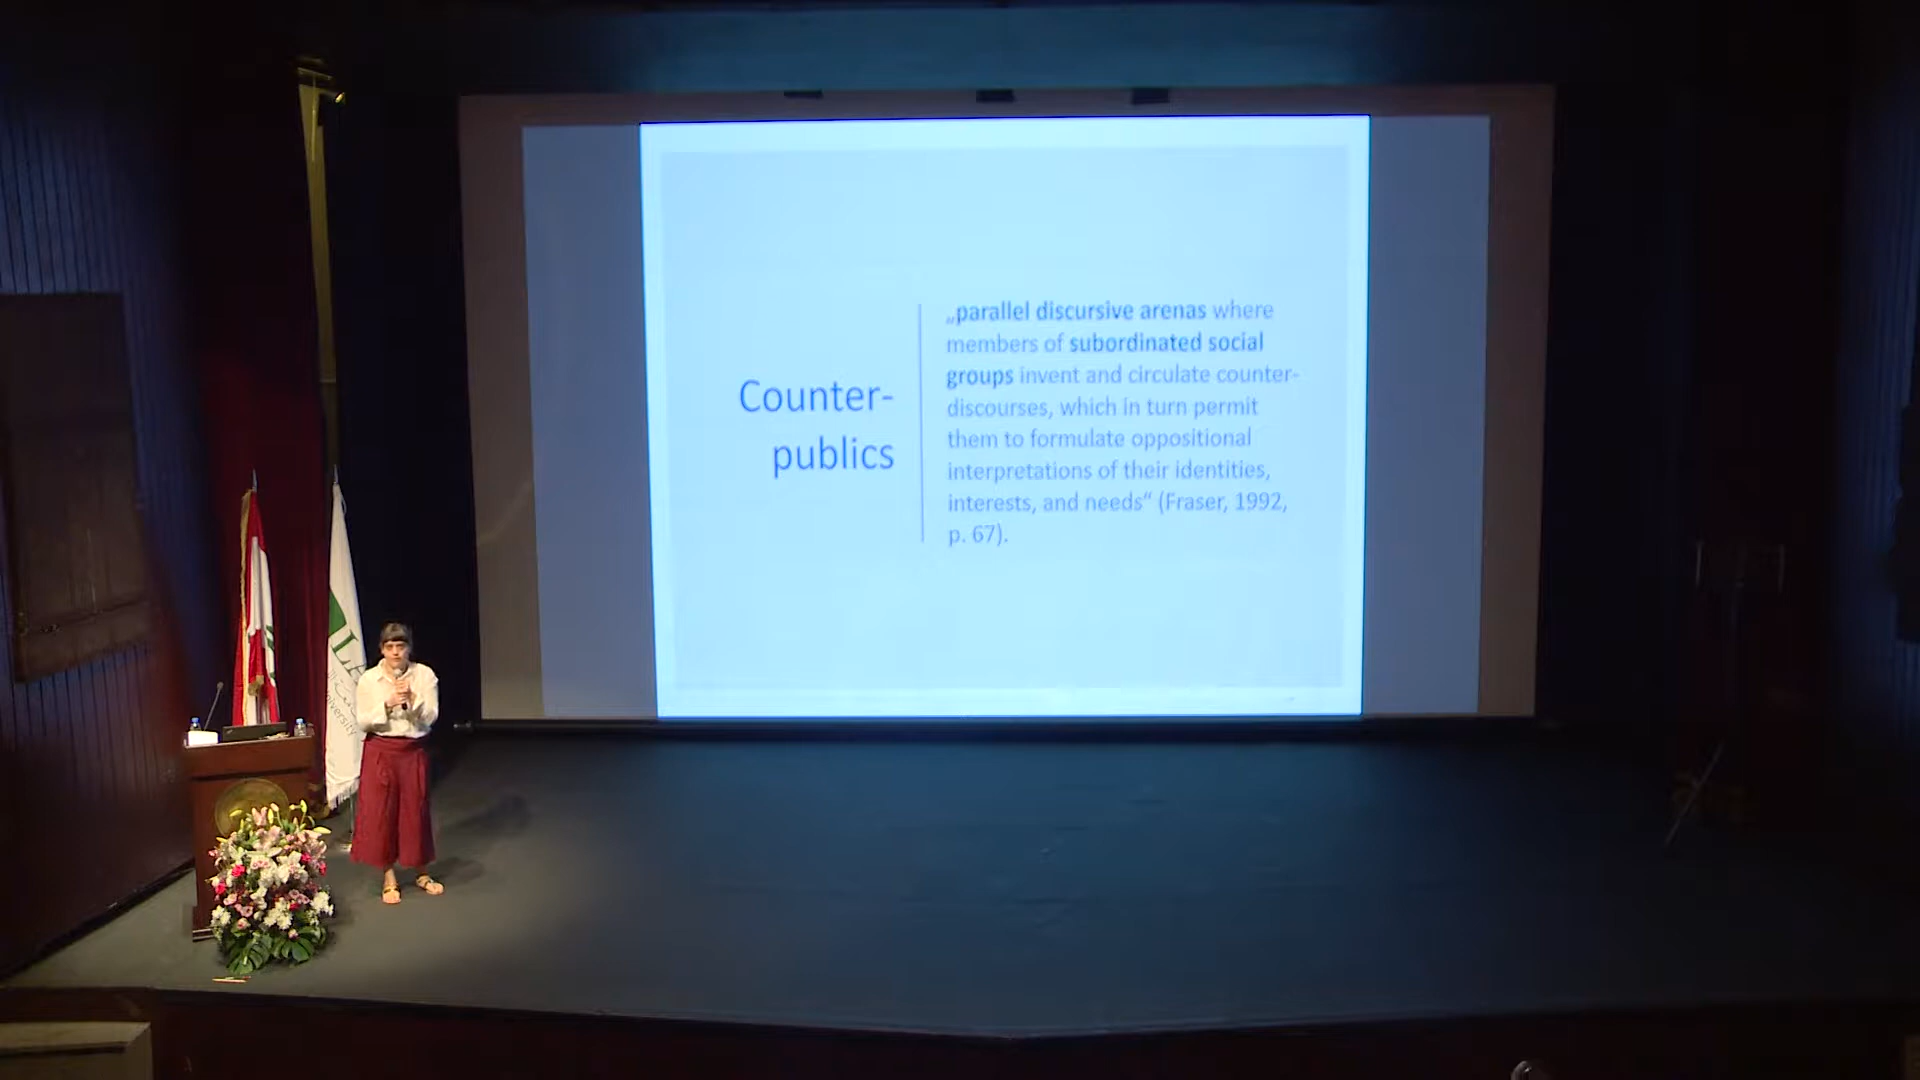 Counter-
publics
„parallel discursive arenas where
members of subordinated social
groups invent and circulate counter-
discourses, which in turn permit
them to formulate oppositional
interpretations of their identities,
interests, and needs“ (Fraser, 1992,
p. 67).